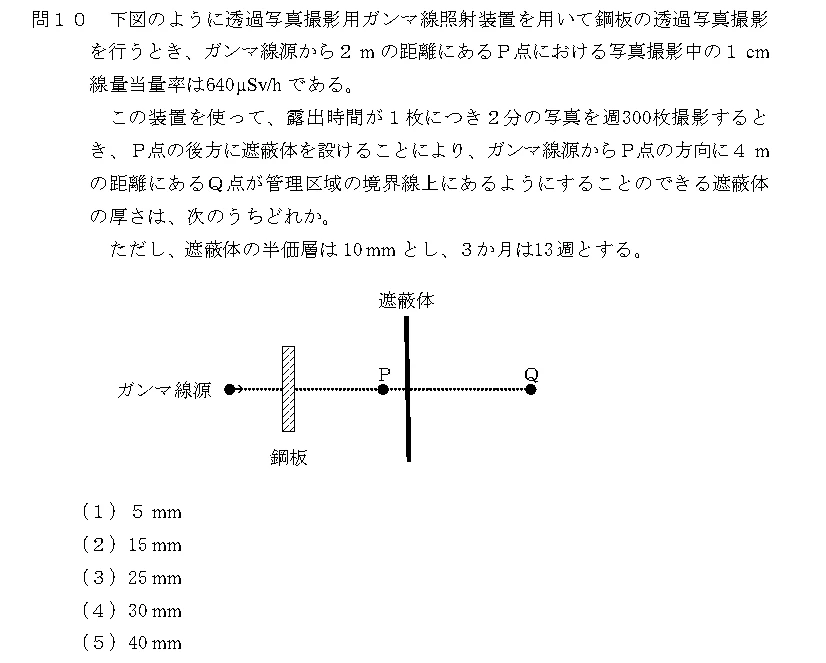 問１０　下図のように透過写真撮影用ガンマ線照射装置を用いて鋼板の透過写真撮影
を行うとき、ガンマ線源から２ｍの距離にあるＰ点における写真撮影中の１cm
線量当量率は640μSv/h である。
この装置を使って、露出時間が１枚につき２分の写真を週300枚撮影すると
き、Ｐ点の後方に遮蔽体を設けることにより、ガンマ線源からＰ点の方向に４ｍ
の距離にあるＱ点が管理区域の境界線上にあるようにすることのできる遮蔽体
の厚さは、次のうちどれか。
ただし、遮蔽体の半価層は10mmとし、３か月は13週とする。
遮蔽体
P
Q
ガンマ線源
鋼板
（１）５mm
（２）15mm
（３）25mm
（４）30mm
（５）40mm